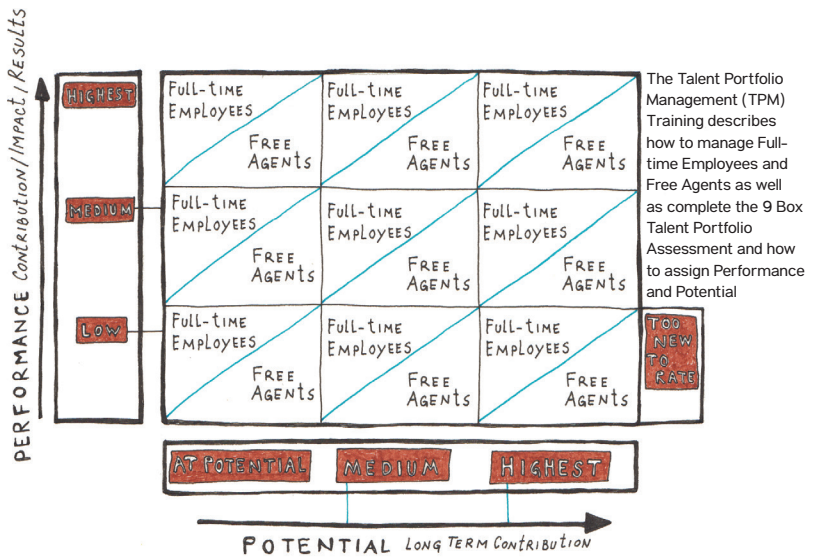 PERFORMANCE Contribution/Impact/Results
HIGHEST
MEDIUM
LOW
Full-time
Employees
Free
Agents
Full-time
Employees
Free
Agents
Full-time
Employees
Free
Agents
Full-time
Employees
Free
Agents
Full-time
Employees
Free
Agents
Full-time
Employees
Free
Agents
Full-time
Employees
Free
Agents
Full-time
Employees
Free
Agents
Full-time
Employees
Free
Agents
The Talent Portfolio
Management (TPM)
Training describes
how to manage Full-
time Employees and
Free Agents as well
as complete the 9 Box
Talent Portfolio
Assessment and how
to assign Performance
and Potential
TOO
NEW
TO
RATE
AT POTENTIAL
MEDIUM
HIGHEST
POTENTIAL LONG TERM CONTRIBUTION